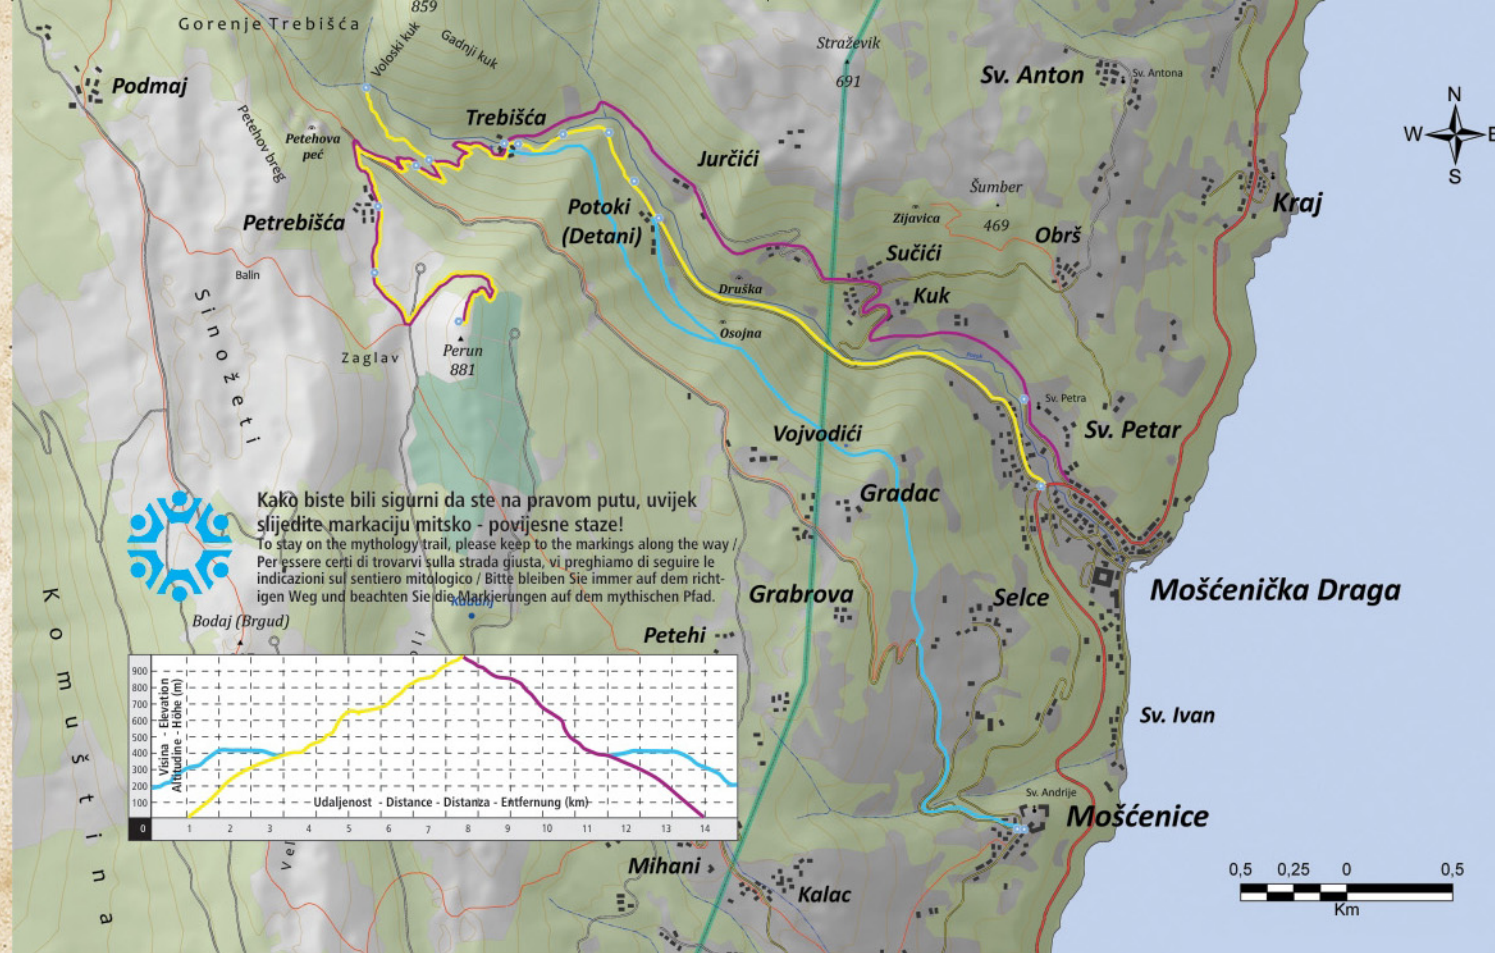 859
Gorenje Trebišća
Voloski kuk
Gadnji kuk
Straževik
691
Podmaj
Sv. Anton
Sv. Antona
N
W
E
S
Petehov breg
Petehova
peć
Trebišća
Jurčići
Šumber
469
Zijavica
Kraj
Petrebišća
Potoki
(Detani)
Obrš
Sučići
Balin
Druška
Kuk
Sinožeti
Osojna
Zaglav
Perun
881
Sv. Petra
Sv. Petar
Vojvodići
Gradac
Kako biste bili sigurni da ste na pravom putu, uvijek
slijedite markaciju mitsko - povijesne staze!
To stay on the mythology trail, please keep to the markings along the way /
Per essere certi di trovarvi sulla strada giusta, vi preghiamo di seguire le
indicazioni sul sentiero mitologico / Bitte bleiben Sie immer auf dem richt-
igen Weg und beachten Sie die Markierungen auf dem mythischen Pfad.
Grabrova
Selce
Mošćenička Draga
Komuština
Bodaj (Brgud)
Petehi
Sv. Ivan
900
800
700
600
500
400
300
200
100
0
Visina - Elevation
Altitudine - Höhe (m)
Udaljenost - Distance - Distanza - Entfernung (km)
1 2 3 4 5 6 7 8 9 10 11 12 13 14
Sv. Andrije
Mošćenice
Mihani
Kalac
0,5 0,25 0 0,5
Km